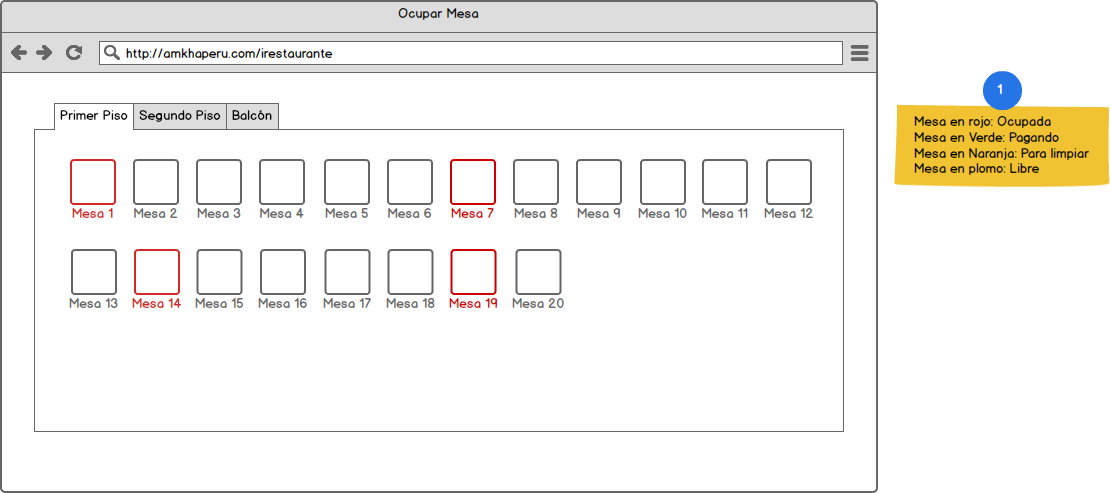 Ocupar Mesa
http://amkhaperu.com/irestaurante
1
Mesa en rojo: Ocupada
Mesa en Verde: Pagando
Mesa en Naranja: Para limpiar
Mesa en plomo: Libre
Primer Piso Segundo Piso Balcón
Mesa 1 Mesa 2 Mesa 3 Mesa 4 Mesa 5 Mesa 6 Mesa 7 Mesa 8 Mesa 9 Mesa 10 Mesa 11 Mesa 12
Mesa 13 Mesa 14 Mesa 15 Mesa 16 Mesa 17 Mesa 18 Mesa 19 Mesa 20